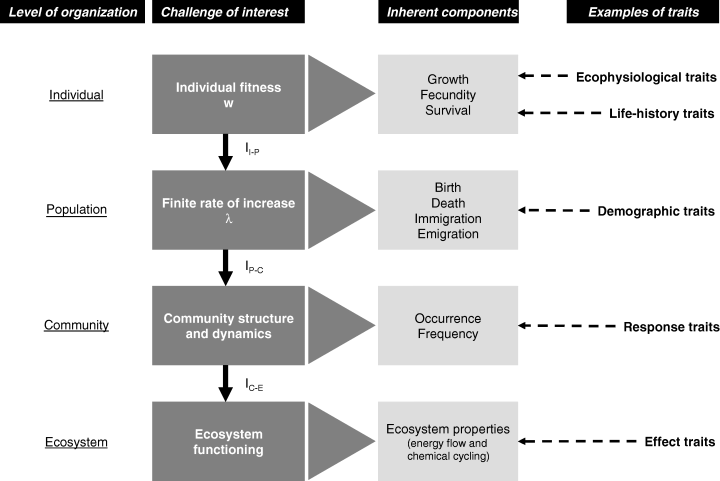 Level of organization
Challenge of interest
Inherent components
Examples of traits
Individual
Individual fitness
w
Growth
Fecundity
Survival
Ecophysiological traits
Life-history traits
I_I-P
Population
Finite rate of increase
λ
Birth
Death
Immigration
Emigration
Demographic traits
I_P-C
Community
Community structure
and dynamics
Occurrence
Frequency
Response traits
I_C-E
Ecosystem
Ecosystem
functioning
Ecosystem properties
(energy flow and
chemical cycling)
Effect traits